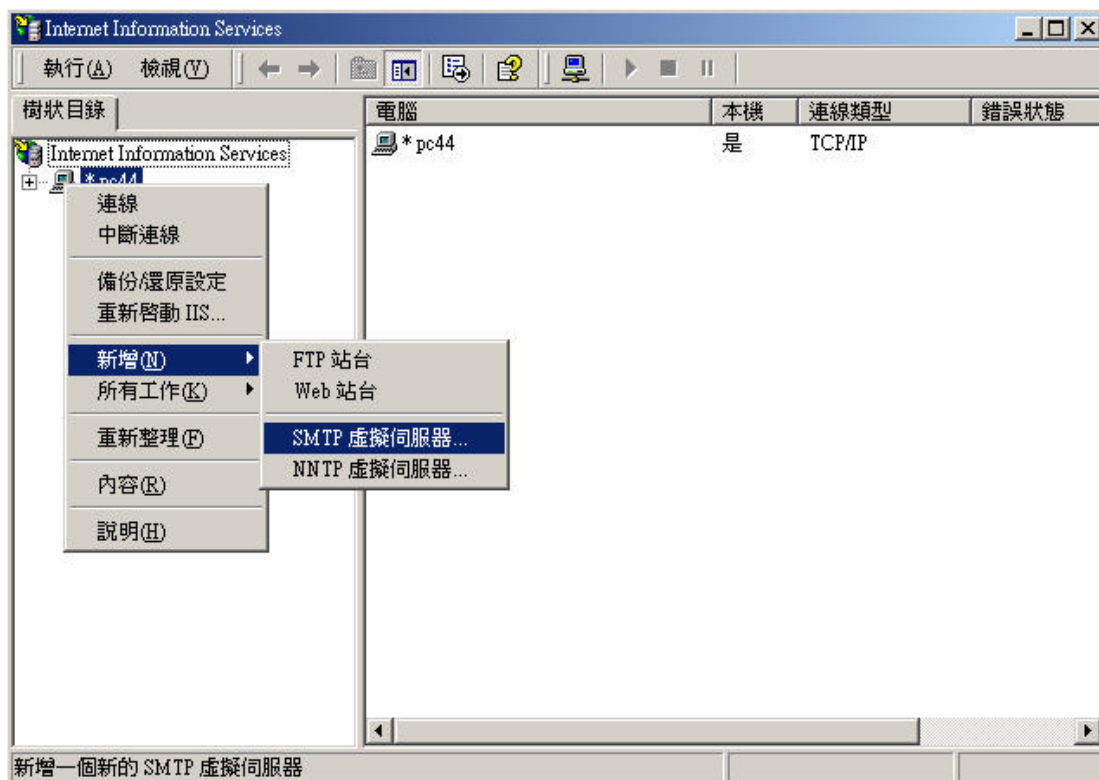 Internet Information Services
執行(A) 檢視(V)
樹狀目錄
電腦 本機 連線類型 錯誤狀態
Internet Information Services
* pc44 是 TCP/IP
* pc44
連線
中斷連線
備份/還原設定
重新啓動 IIS...
新增(N)
所有工作(K)
重新整理(F)
內容(R)
說明(H)
FTP 站台
Web 站台
SMTP 虛擬伺服器...
NNTP 虛擬伺服器...
新增一個新的 SMTP 虛擬伺服器